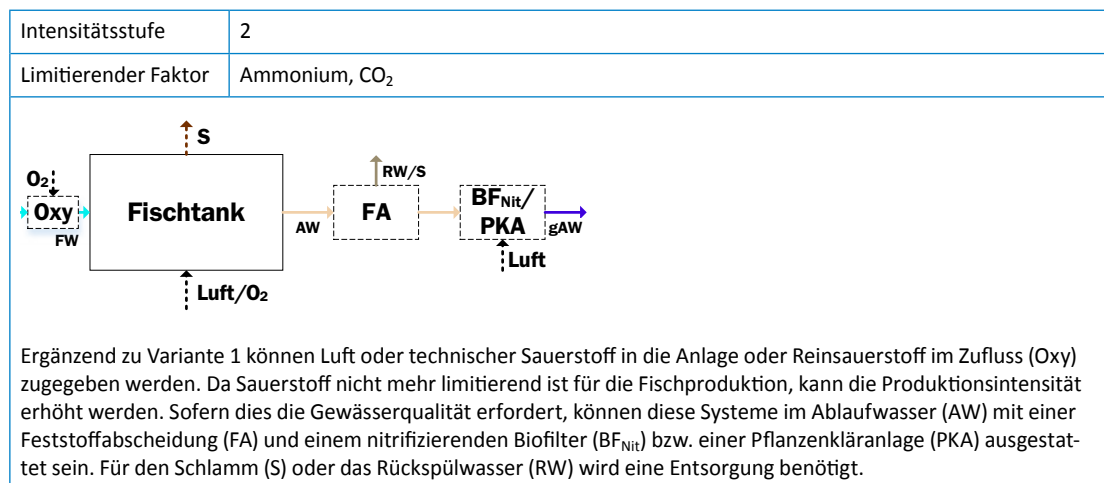 Intensitätsstufe 2
Limitierender Faktor Ammonium, CO₂
S
O₂
RW/S
Oxy Fischtank FA BF_Nit/
PKA
FW AW gAW
Luft
Luft/O₂
Ergänzend zu Variante 1 können Luft oder technischer Sauerstoff in die Anlage oder Reinsauerstoff im Zufluss (Oxy)
zugegeben werden. Da Sauerstoff nicht mehr limitierend ist für die Fischproduktion, kann die Produktionsintensität
erhöht werden. Sofern dies die Gewässerqualität erfordert, können diese Systeme im Ablaufwasser (AW) mit einer
Feststoffabscheidung (FA) und einem nitrifizierenden Biofilter (BF_Nit) bzw. einer Pflanzenkläranlage (PKA) ausgestat-
tet sein. Für den Schlamm (S) oder das Rückspülwasser (RW) wird eine Entsorgung benötigt.